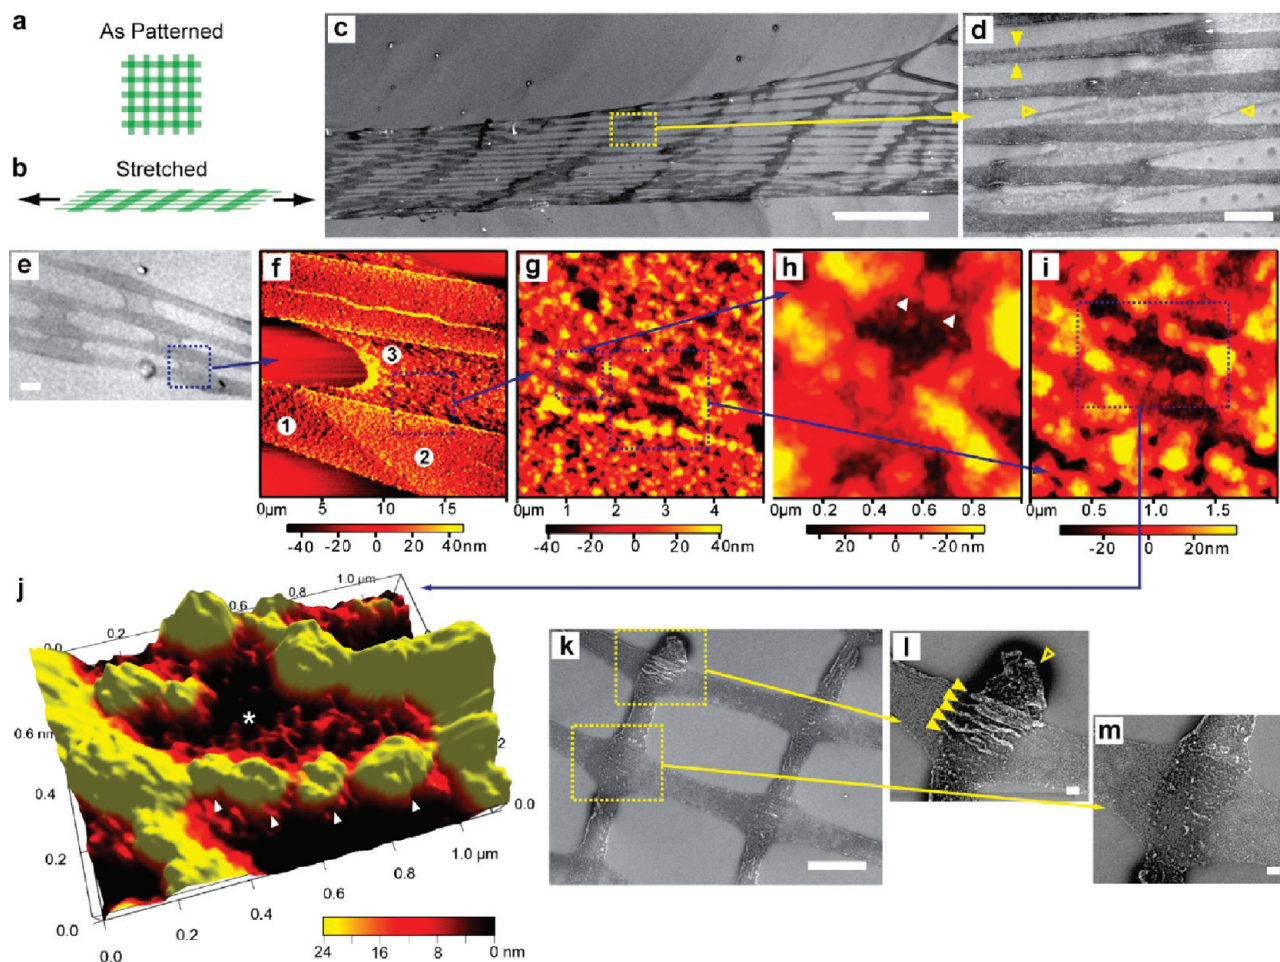 a
As Patterned
b
Stretched
c
d
e
f
1
2
3
0μm 5 10 15
-40 -20 0 20 40nm
g
0μm 1 2 3 4
-40 -20 0 20 40nm
h
0μm 0.2 0.4 0.6 0.8
20 0 -20nm
i
0μm 0.5 1.0 1.5
-20 0 20nm
j
0.0 0.2 0.6 0.8 1.0 μm
0.6 nm
0.4
0.2
0.0
*
2
0.0
0.0 0.2 0.4 0.6 0.8 1.0 μm
24 16 8 0 nm
k
l
m